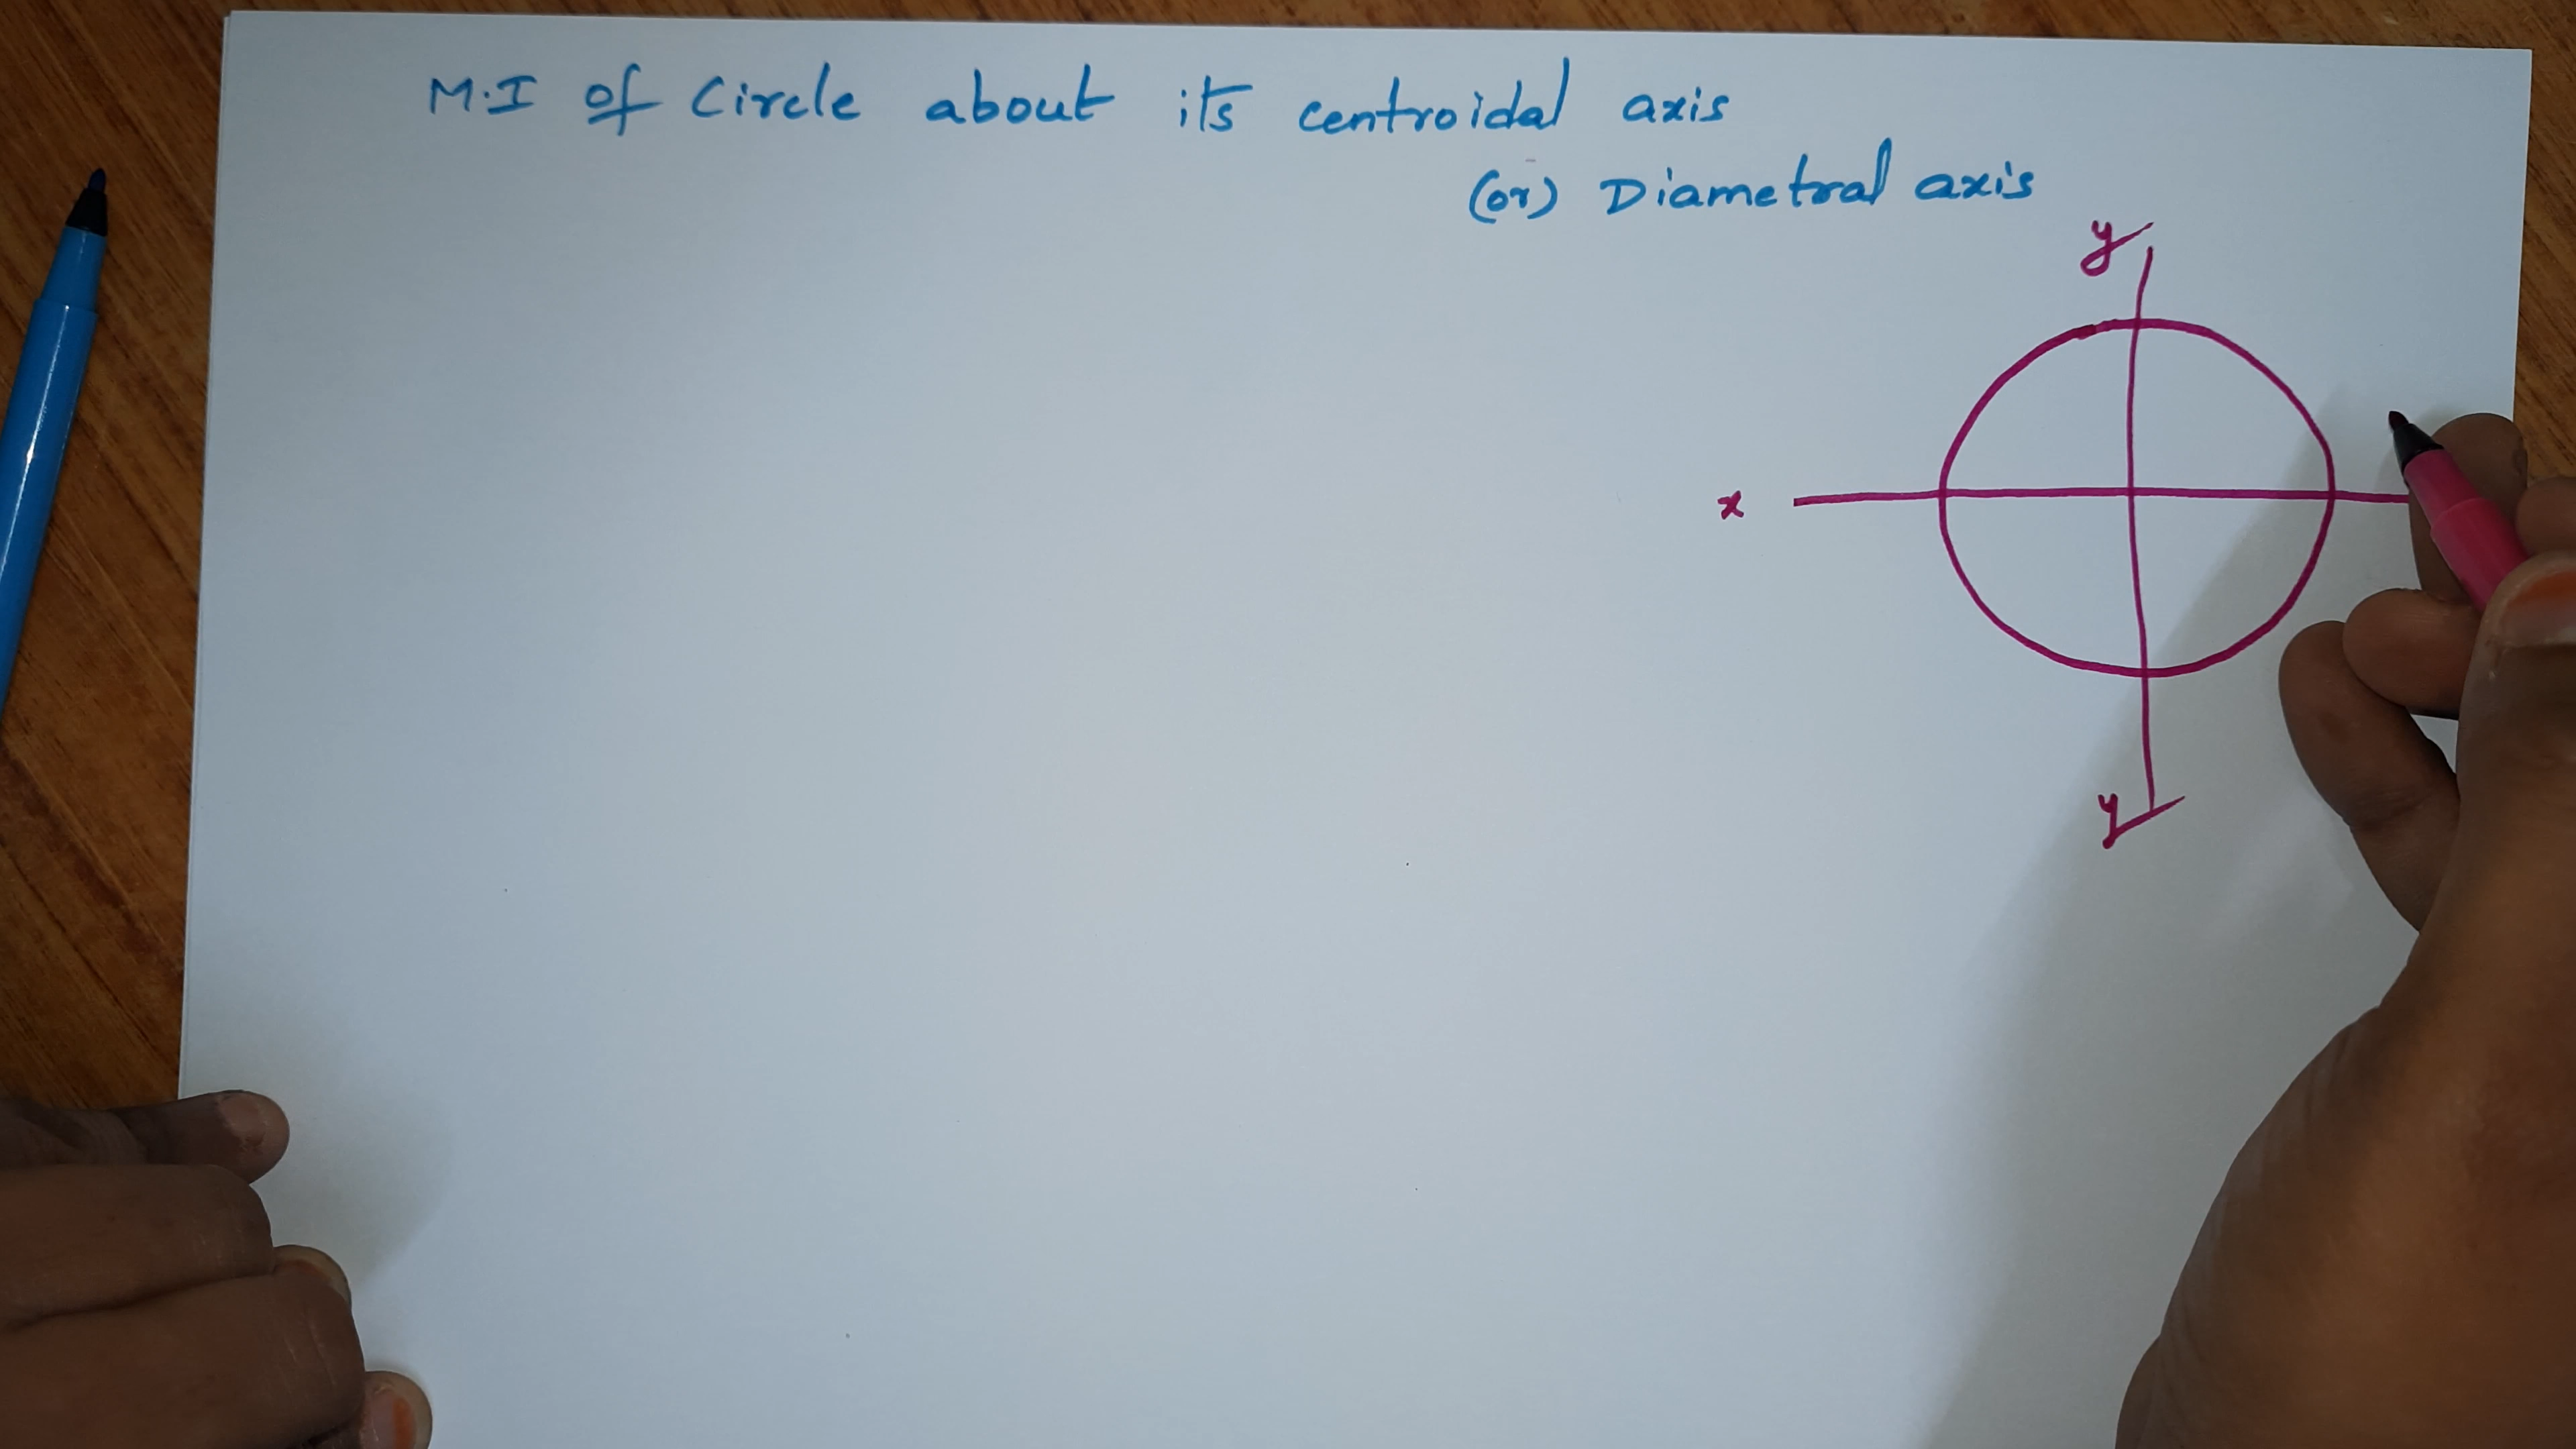 M.I of Circle about its centroidal axis
(or) Diametral axis
y
x
y